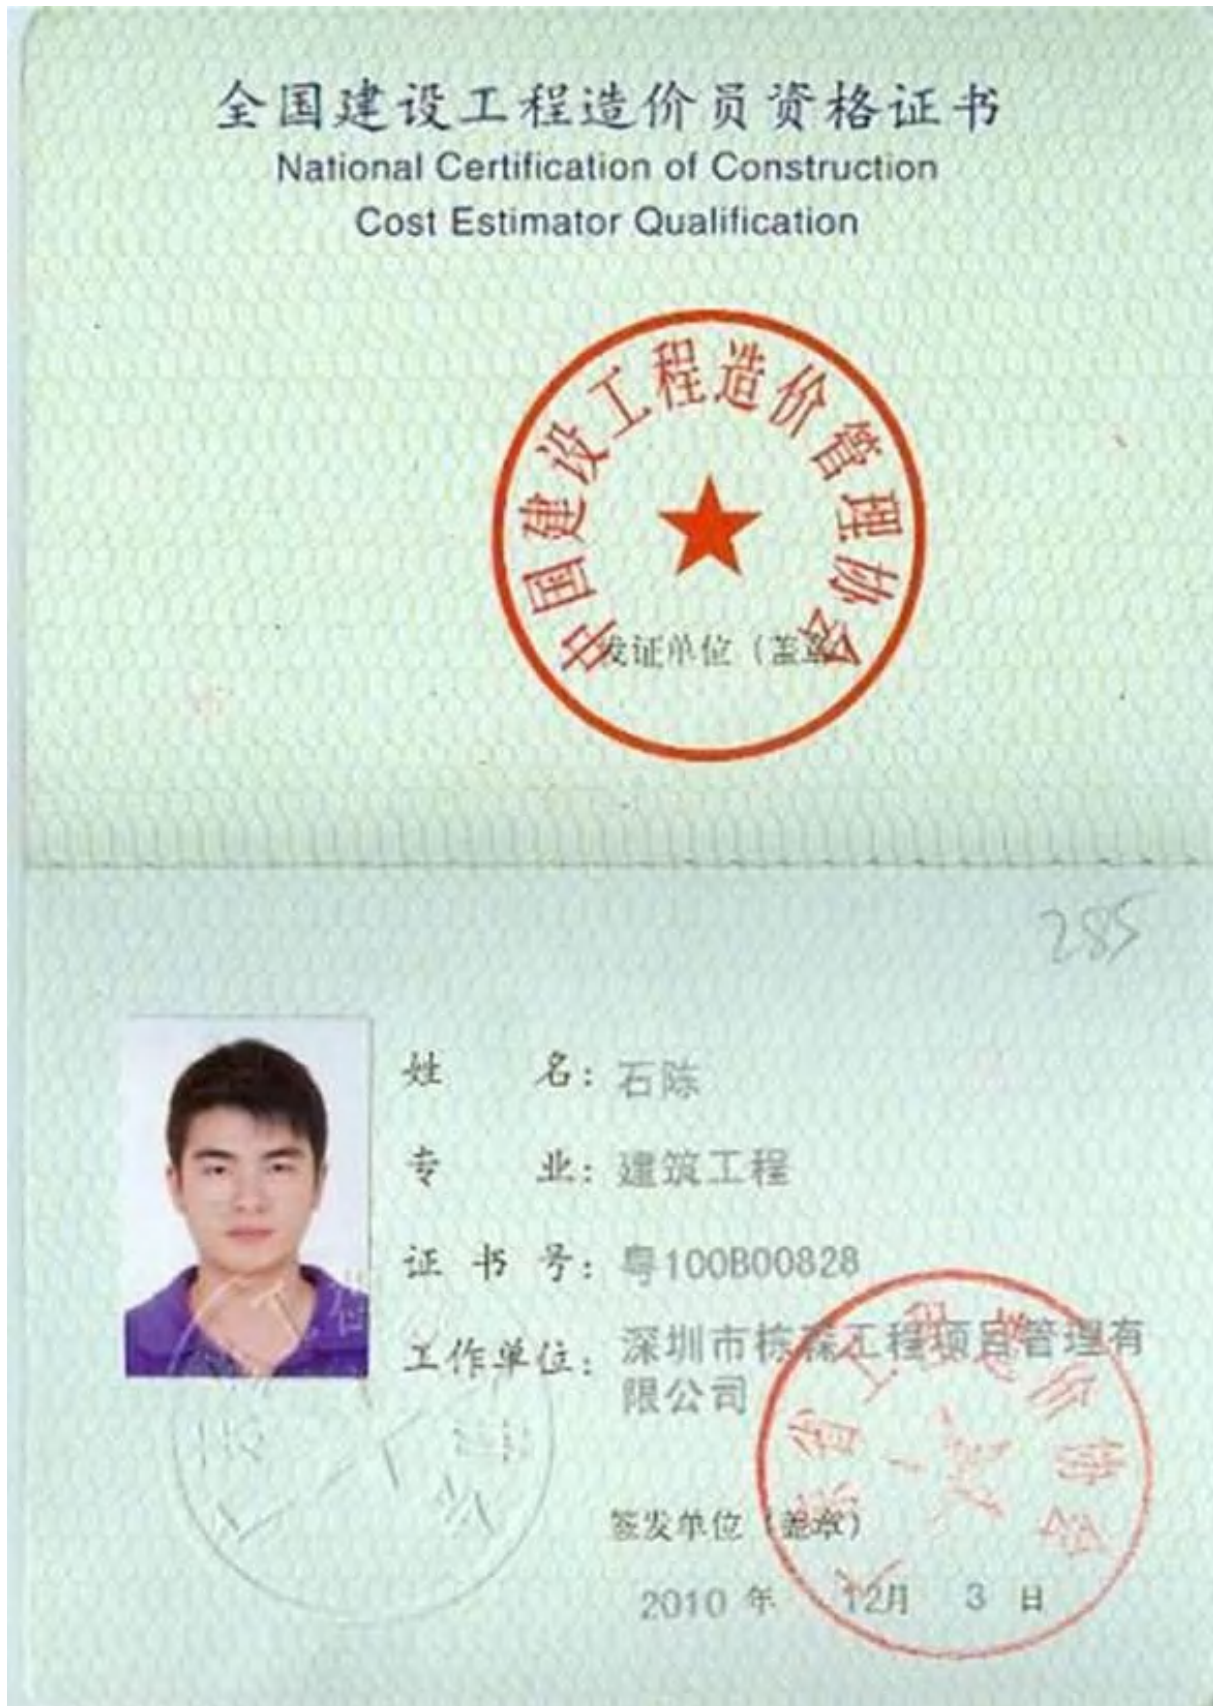 全国建设工程造价员资格证书
National Certification of Construction
Cost Estimator Qualification
中国建设工程造价管理协会
发证单位（盖章）
285
姓 名：石陈
专 业：建筑工程
证 书 号：粤100B00828
工作单位：深圳市栋森工程项目管理有
限公司
签发单位（盖章）
2010 年 12月 3 日